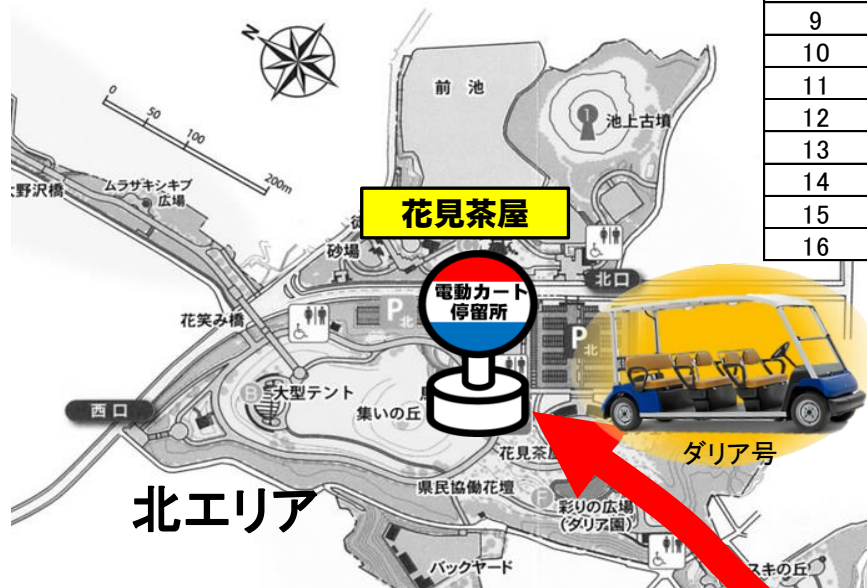 9
10
11
12
13
14
15
16
N
0
50
100
200m
前池
1
池上古墳
野沢橋
ムラサキシキブ
広場
花見茶屋
砂場
電動カート
停留所
北口
P北
P北
花笑み橋
B
大型テント
集いの丘
西口
花見茶屋
ダリア号
県民協働花壇
F
彩りの広場
(ダリア園)
北エリア
バックヤード
スキの丘